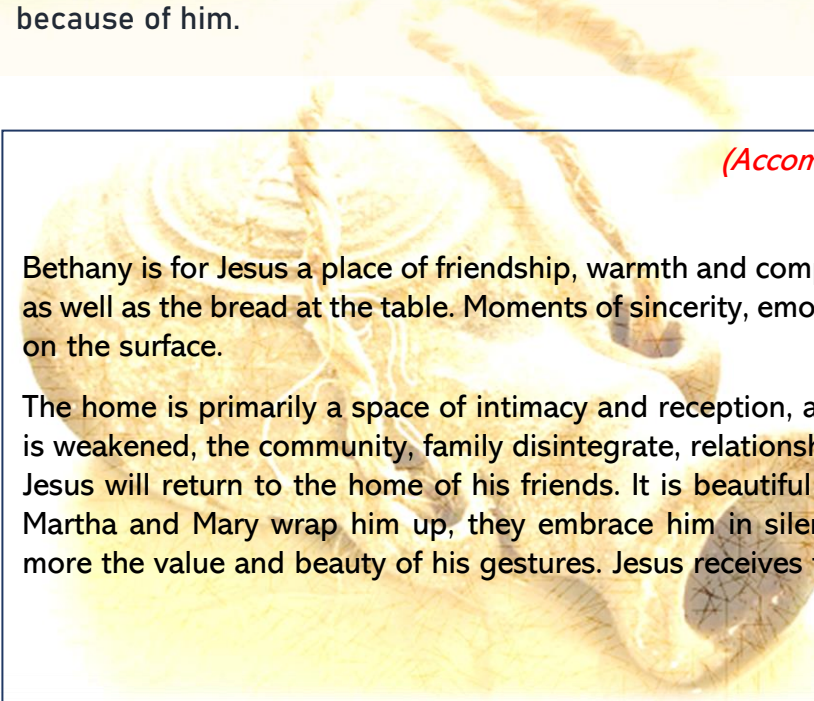 because of him.
(Accom
Bethany is for Jesus a place of friendship, warmth and comp
as well as the bread at the table. Moments of sincerity, emo
on the surface.
The home is primarily a space of intimacy and reception, a
is weakened, the community, family disintegrate, relationsh
Jesus will return to the home of his friends. It is beautiful
Martha and Mary wrap him up, they embrace him in silen
more the value and beauty of his gestures. Jesus receives